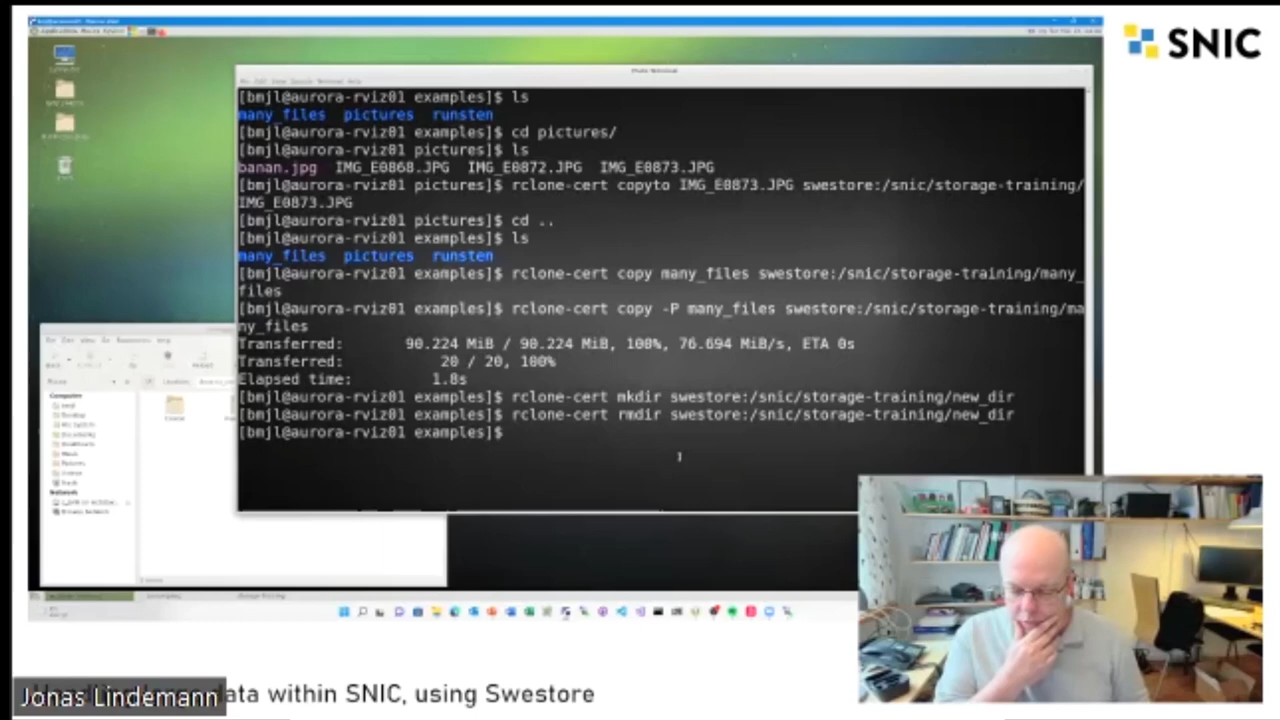 SNIC
[bmjl@aurora-rviz01 examples]$ ls
many_files pictures runsten
[bmjl@aurora-rviz01 examples]$ cd pictures/
[bmjl@aurora-rviz01 pictures]$ ls
banan.jpg IMG_E0868.JPG IMG_E0872.JPG IMG_E0873.JPG
[bmjl@aurora-rviz01 pictures]$ rclone-cert copyto IMG_E0873.JPG swestore:/snic/storage-training/
IMG_E0873.JPG
[bmjl@aurora-rviz01 pictures]$ cd ..
[bmjl@aurora-rviz01 examples]$ ls
many_files pictures runsten
[bmjl@aurora-rviz01 examples]$ rclone-cert copy many_files swestore:/snic/storage-training/many_
files
[bmjl@aurora-rviz01 examples]$ rclone-cert copy -P many_files swestore:/snic/storage-training/ma
ny_files
Transferred: 90.224 MiB / 90.224 MiB, 100%, 76.694 MiB/s, ETA 0s
Transferred: 20 / 20, 100%
Elapsed time: 1.8s
[bmjl@aurora-rviz01 examples]$ rclone-cert mkdir swestore:/snic/storage-training/new_dir
[bmjl@aurora-rviz01 examples]$ rclone-cert rmdir swestore:/snic/storage-training/new_dir
[bmjl@aurora-rviz01 examples]$
Computer
Desktop
Network
Jonas Lindemann
data within SNIC, using Swestore